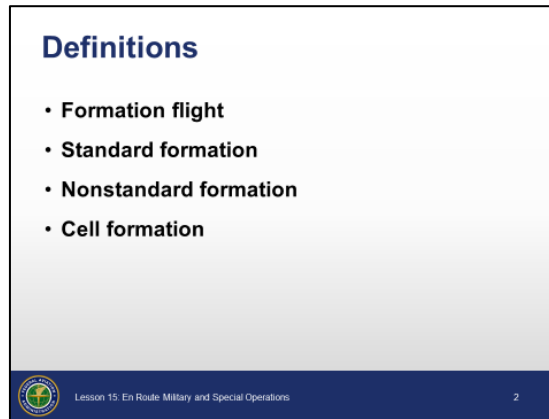 Definitions
• Formation flight
• Standard formation
• Nonstandard formation
• Cell formation
Lesson 15: En Route Military and Special Operations
2